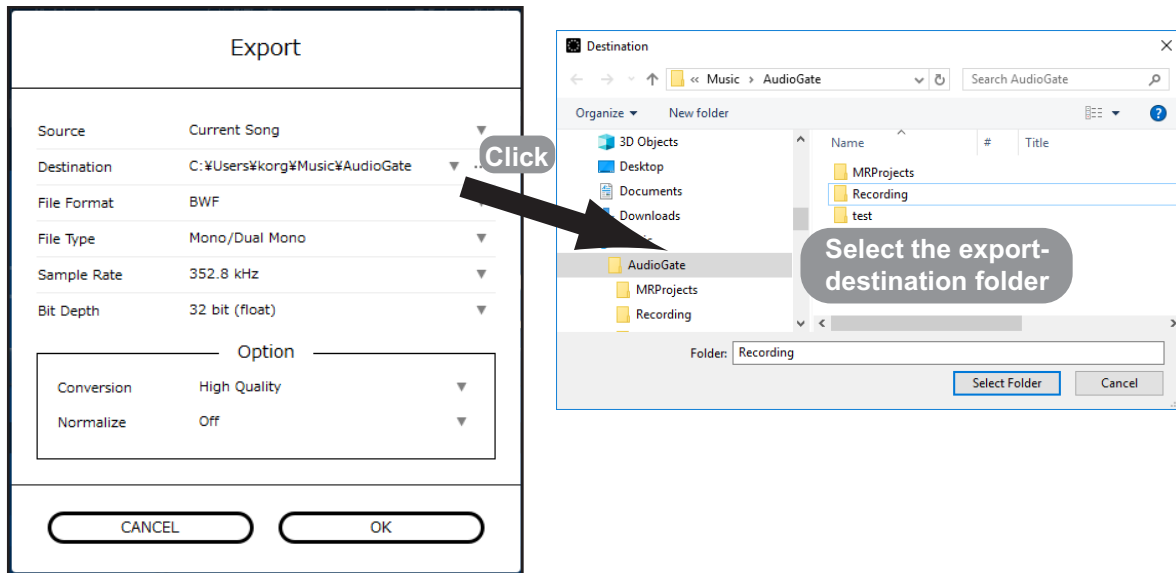 Export
Source Current Song
Destination C:¥Users¥korg¥Music¥AudioGate ...
File Format BWF
File Type Mono/Dual Mono
Sample Rate 352.8 kHz
Bit Depth 32 bit (float)
Option
Conversion High Quality
Normalize Off
CANCEL OK
Click
Destination
« Music › AudioGate Search AudioGate
Organize New folder
3D Objects
Desktop
Documents
Downloads
AudioGate
MRProjects
Recording
Name # Title
MRProjects
Recording
test
Select the export-
destination folder
Folder: Recording
Select Folder Cancel